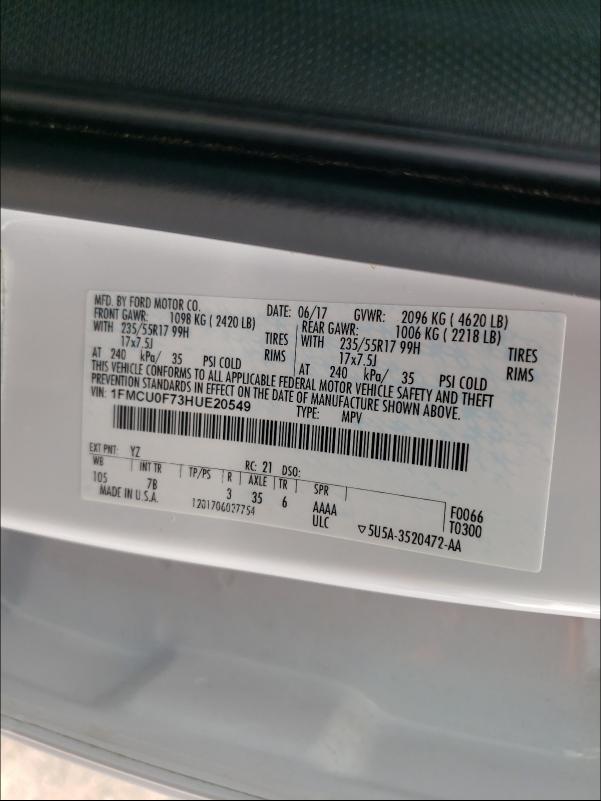 MFD. BY FORD MOTOR CO.
DATE: 06/17 GVWR: 2096 KG ( 4620 LB)
FRONT GAWR: 1098 KG ( 2420 LB) REAR GAWR: 1006 KG ( 2218 LB)
WITH 235/55R17 99H TIRES WITH 235/55R17 99H TIRES
17x7.5J RIMS 17x7.5J RIMS
AT 240 kPa/ 35 PSI COLD AT 240 kPa/ 35 PSI COLD
THIS VEHICLE CONFORMS TO ALL APPLICABLE FEDERAL MOTOR VEHICLE SAFETY AND THEFT
PREVENTION STANDARDS IN EFFECT ON THE DATE OF MANUFACTURE SHOWN ABOVE.
VIN: 1FMCU0F73HUE20549 TYPE: MPV
EXT PNT: YZ RC: 21 DSO:
WB INT TR TP/PS R AXLE TR SPR
105 7B 3 35 6 AAAA F0066
MADE IN U.S.A. 1201706037754 ULC ▽5U5A-3520472-AA T0300